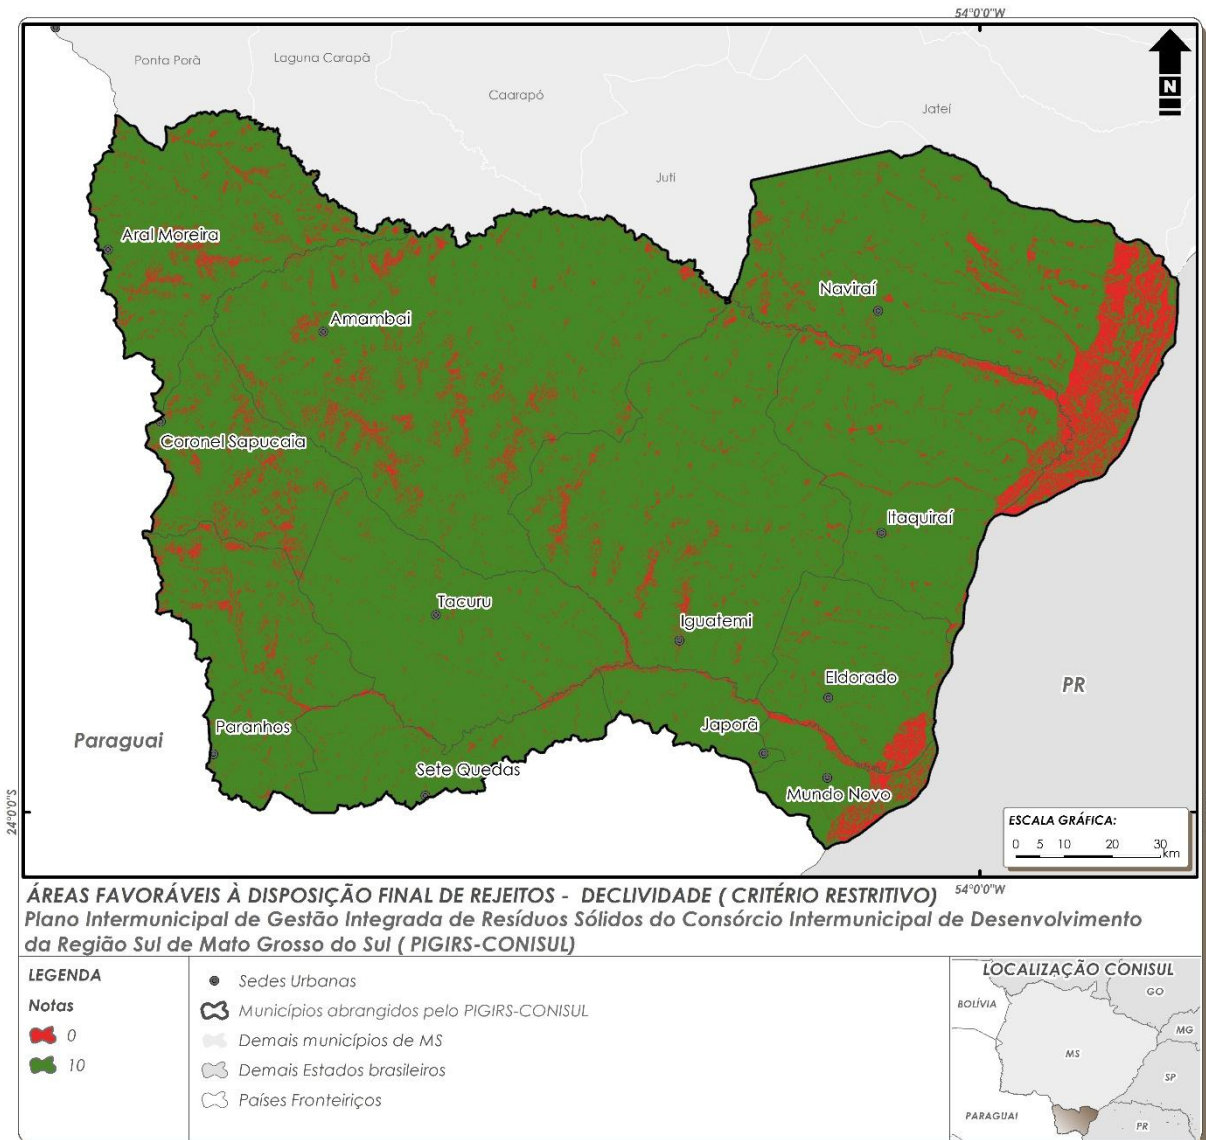 54°0'0"W
N
Ponta Porã
Laguna Carapã
Caarapó
Jateí
Juti
Aral Moreira
Naviraí
Amambai
Coronel Sapucaia
Itaquiraí
Tacuru
Iguatemi
Eldorado
PR
Paraguai
Paranhos
Japorã
Sete Quedas
Mundo Novo
24°0'0"S
ESCALA GRÁFICA:
0 5 10 20 30
km
54°0'0"W
ÁREAS FAVORÁVEIS À DISPOSIÇÃO FINAL DE REJEITOS - DECLIVIDADE ( CRITÉRIO RESTRITIVO)
Plano Intermunicipal de Gestão Integrada de Resíduos Sólidos do Consórcio Intermunicipal de Desenvolvimento
da Região Sul de Mato Grosso do Sul ( PIGIRS-CONISUL)
LEGENDA
Notas
0
10
Sedes Urbanas
Municípios abrangidos pelo PIGIRS-CONISUL
Demais municípios de MS
Demais Estados brasileiros
Países Fronteiriços
LOCALIZAÇÃO CONISUL
BOLÍVIA
GO
MG
MS
SP
PARAGUAI
PR